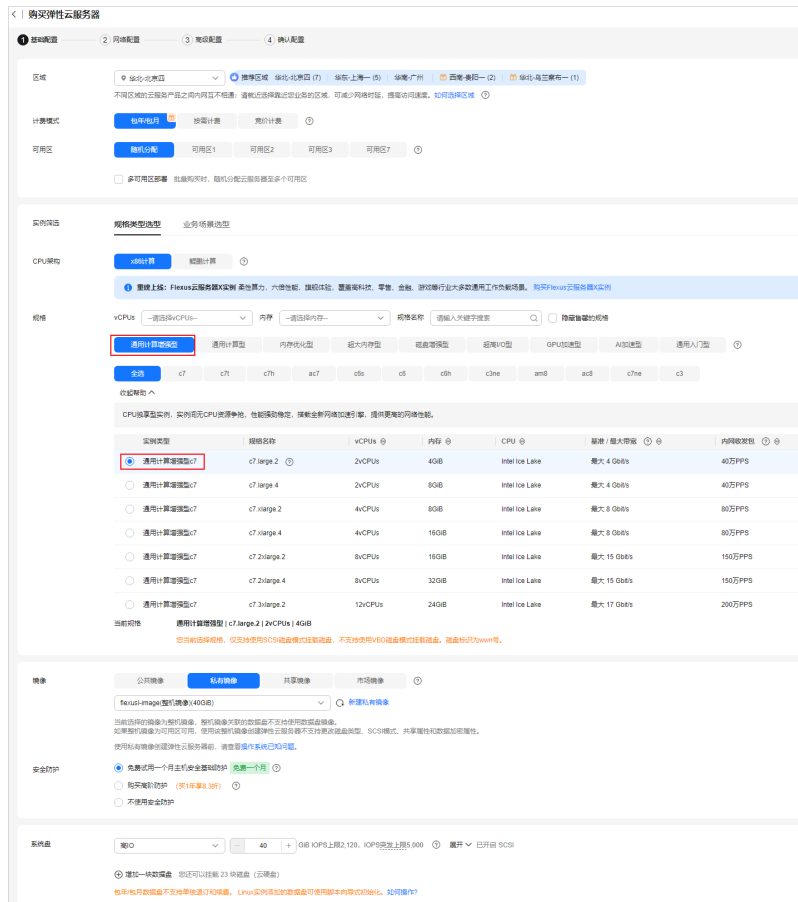 < | 购买弹性云服务器
1 基础配置 2 网络配置 3 高级配置 4 确认配置
区域 华北-北京四 推荐区域 华北-北京四 (7) 华东-上海一 (5) 华南-广州 西南-贵阳一 (2) 华北-乌兰察布一 (1)
不同区域的云服务产品之间内网互不相通；请就近选择靠近您业务的区域，可减少网络时延，提高访问速度。如何选择区域
计费模式 包年/包月 按需计费 竞价计费
可用区 随机分配 可用区1 可用区2 可用区3 可用区7
多可用区部署 批量购买时，随机分配云服务器至多个可用区
实例筛选 规格类型选型 业务场景选型
CPU架构 x86计算 鲲鹏计算
重磅上线：Flexus云服务器X实例 柔性算力，六倍性能，旗舰体验，覆盖高科技、零售、金融、游戏等行业大多数通用工作负载场景。 购买Flexus云服务器X实例
规格 vCPUs --请选择vCPUs-- 内存 --请选择内存-- 规格名称 请输入关键字搜索 隐藏售罄的规格
通用计算增强型 通用计算型 内存优化型 超大内存型 磁盘增强型 超高I/O型 GPU加速型 AI加速型 通用入门型
全选 c7 c7t c7h ac7 c6s c6 c6h c3ne am8 ac8 c7ne c3
收起帮助
CPU独享型实例，实例间无CPU资源争抢，性能强劲稳定，搭载全新网络加速引擎，提供更高的网络性能。
实例类型 规格名称 vCPUs 内存 CPU 基准 / 最大带宽 内网收发包
通用计算增强型c7 c7.large.2 2vCPUs 4GiB Intel Ice Lake 最大 4 Gbit/s 40万PPS
通用计算增强型c7 c7.large.4 2vCPUs 8GiB Intel Ice Lake 最大 4 Gbit/s 40万PPS
通用计算增强型c7 c7.xlarge.2 4vCPUs 8GiB Intel Ice Lake 最大 8 Gbit/s 80万PPS
通用计算增强型c7 c7.xlarge.4 4vCPUs 16GiB Intel Ice Lake 最大 8 Gbit/s 80万PPS
通用计算增强型c7 c7.2xlarge.2 8vCPUs 16GiB Intel Ice Lake 最大 15 Gbit/s 150万PPS
通用计算增强型c7 c7.2xlarge.4 8vCPUs 32GiB Intel Ice Lake 最大 15 Gbit/s 150万PPS
通用计算增强型c7 c7.3xlarge.2 12vCPUs 24GiB Intel Ice Lake 最大 17 Gbit/s 200万PPS
当前规格 通用计算增强型 | c7.large.2 | 2vCPUs | 4GiB
您当前选择规格，仅支持使用SCSI磁盘模式挂载磁盘，不支持使用VBD磁盘模式挂载磁盘。磁盘标识为wwn号。
镜像 公共镜像 私有镜像 共享镜像 市场镜像
flexusl-image(整机镜像)(40GiB) 新建私有镜像
当前选择的镜像为整机镜像，整机镜像关联的数据盘不支持使用数据盘镜像。
如果整机镜像为可用区可用，使用该整机镜像创建弹性云服务器不支持更改磁盘类型、SCSI模式、共享属性和数据加密属性。
使用私有镜像创建弹性云服务器前，请查看操作系统已知问题。
安全防护 免费试用一个月主机安全基础防护 免费一个月
购买高阶防护 (买1年享8.3折)
不使用安全防护
系统盘 高IO − 40 + GiB IOPS上限2,120，IOPS突发上限5,000 展开 已开启 SCSI
增加一块数据盘 您还可以挂载 23 块磁盘（云硬盘）
包年/包月数据盘不支持单独退订和续费。 Linux实例添加的数据盘可使用脚本向导式初始化。如何操作?